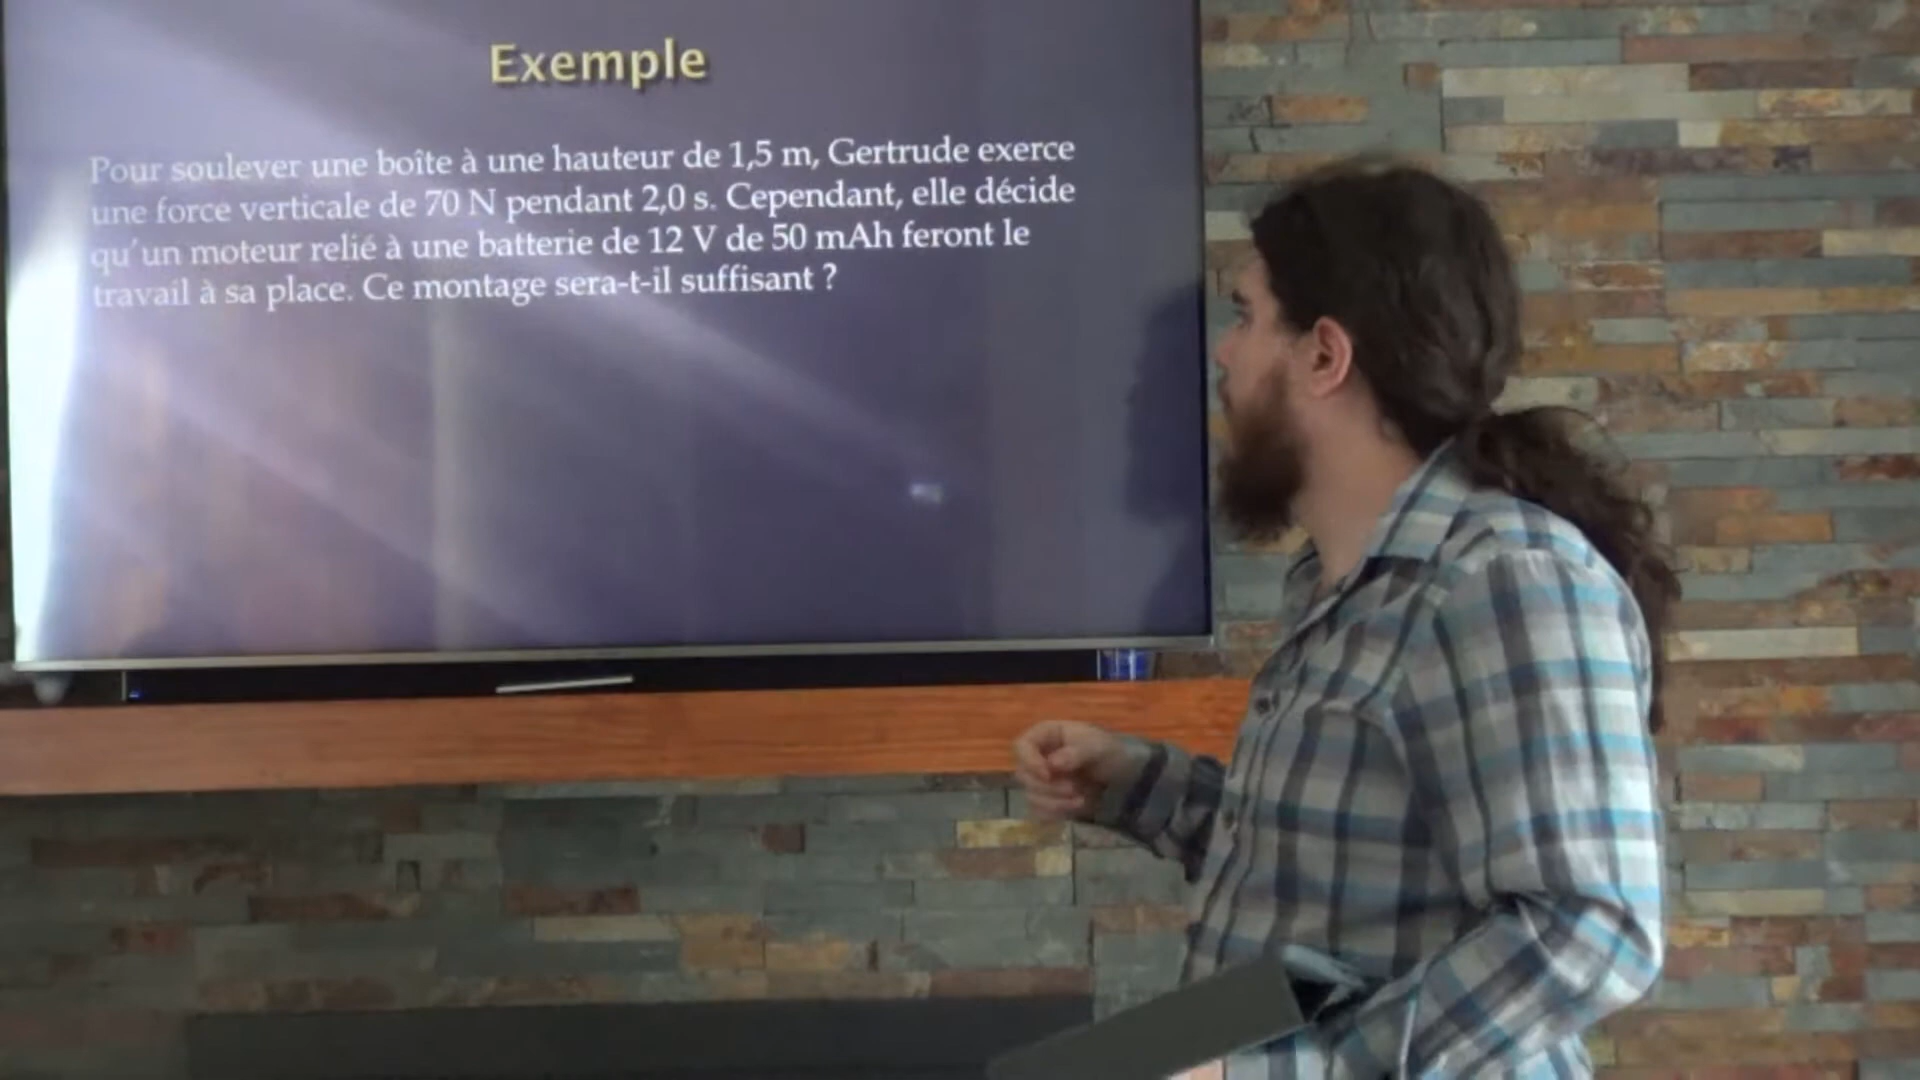 Exemple
Pour soulever une boîte à une hauteur de 1,5 m, Gertrude exerce
une force verticale de 70 N pendant 2,0 s. Cependant, elle décide
qu'un moteur relié à une batterie de 12 V de 50 mAh feront le
travail à sa place. Ce montage sera-t-il suffisant ?